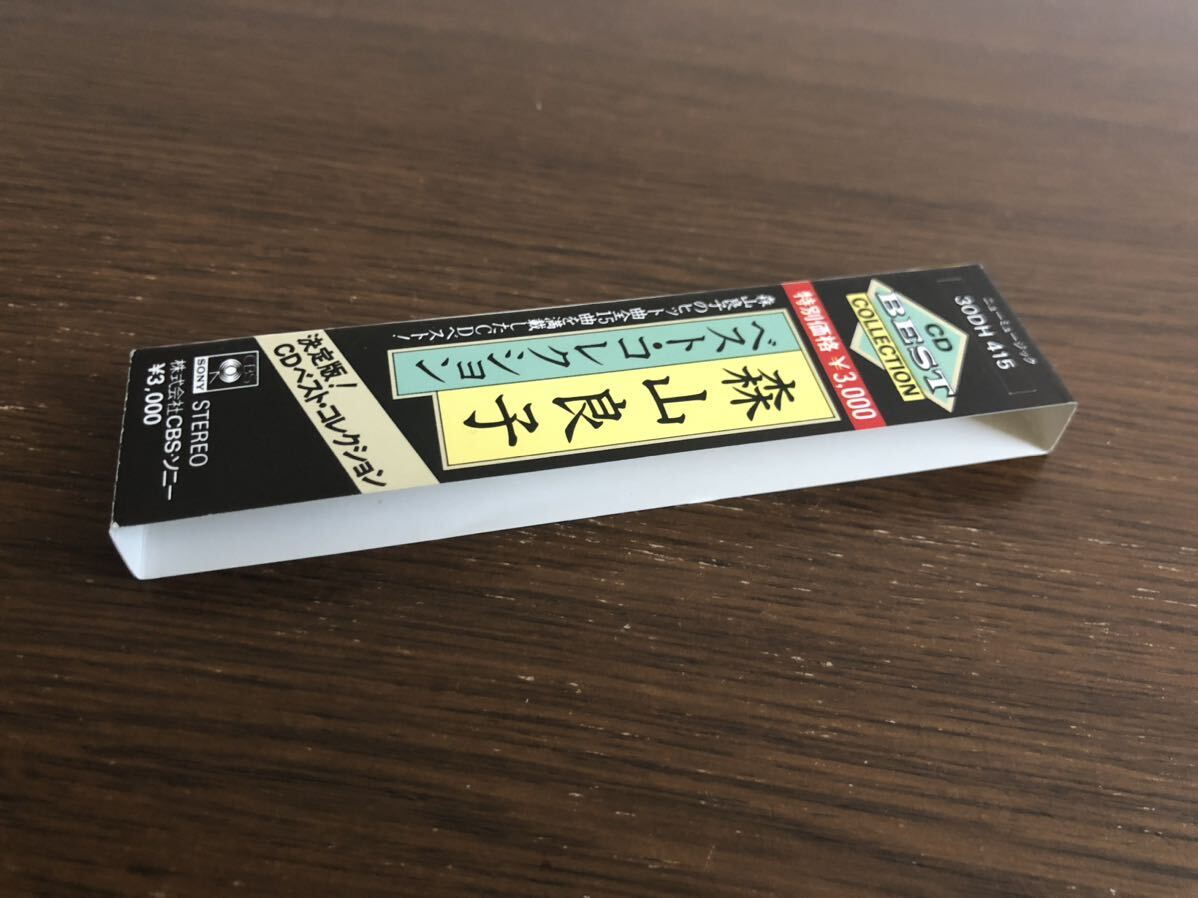 ニューミュージック
30DH 415
CD
BEST
COLLECTION
特別価格 ¥3,000
森山良子
ベスト・コレクション
森山良子のヒット曲全15曲を満載したCDベスト!
決定版!
CDベスト・コレクション
CBS
SONY
STEREO
株式会社CBS・ソニー
¥3,000